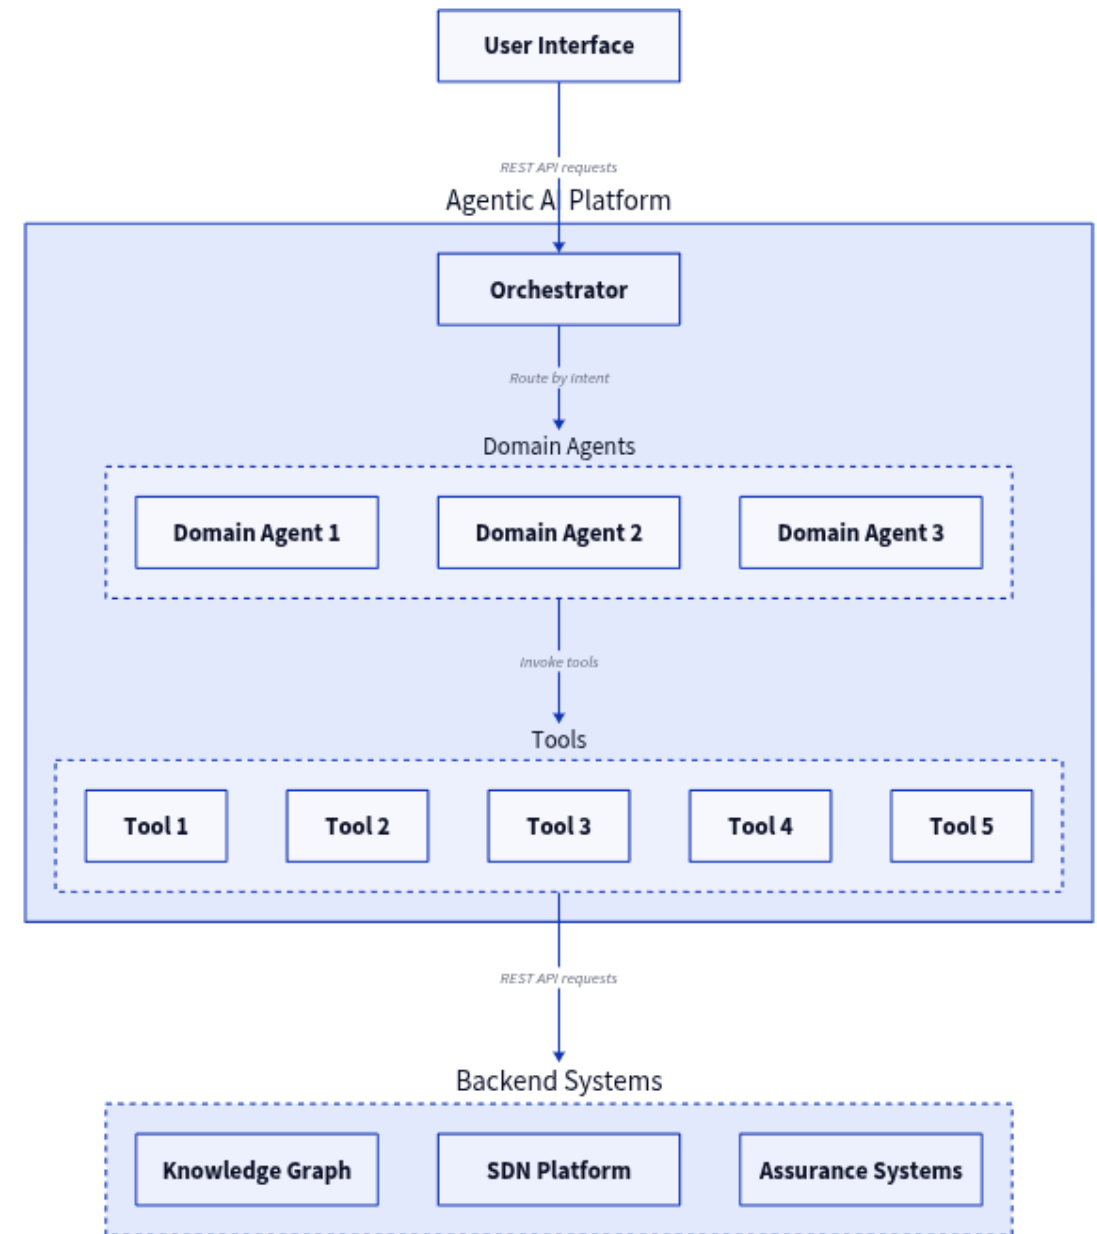 User Interface
REST API requests
Agentic AI Platform
Orchestrator
Route by Intent
Domain Agents
Domain Agent 1
Domain Agent 2
Domain Agent 3
Invoke tools
Tools
Tool 1
Tool 2
Tool 3
Tool 4
Tool 5
REST API requests
Backend Systems
Knowledge Graph
SDN Platform
Assurance Systems